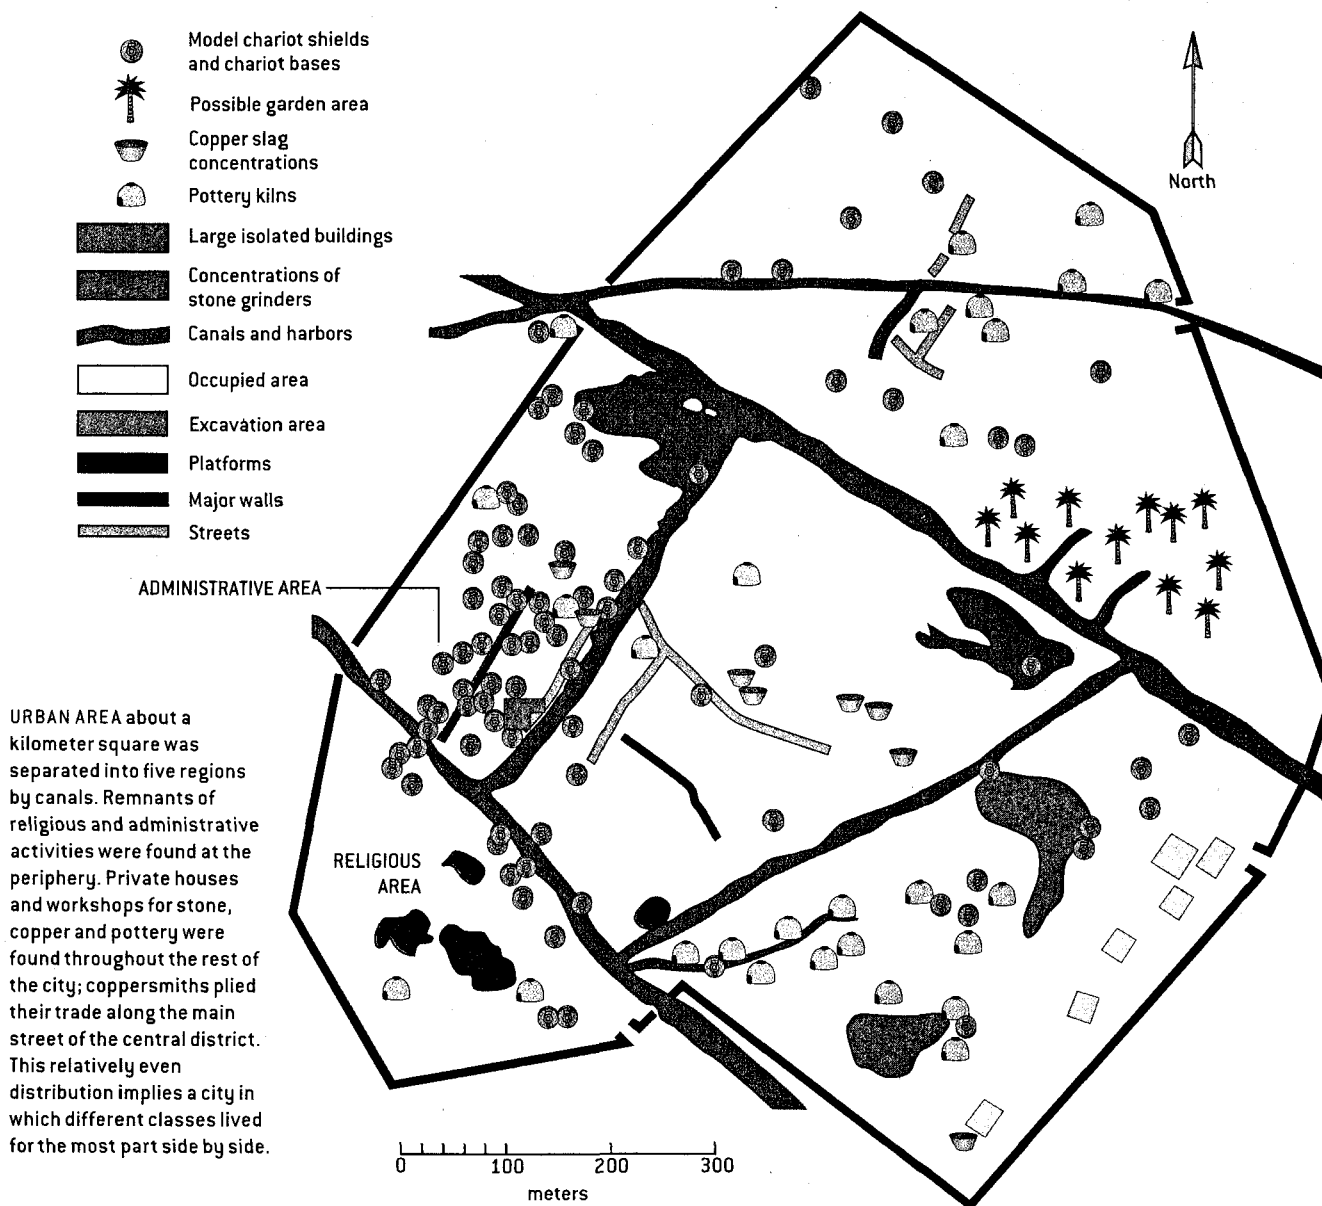 Model chariot shields
and chariot bases
Possible garden area
Copper slag
concentrations
Pottery kilns
Large isolated buildings
Concentrations of
stone grinders
Canals and harbors
Occupied area
Excavation area
Platforms
Major walls
Streets
North
ADMINISTRATIVE AREA
URBAN AREA about a
kilometer square was
separated into five regions
by canals. Remnants of
religious and administrative
activities were found at the
periphery. Private houses
and workshops for stone,
copper and pottery were
found throughout the rest of
the city; coppersmiths plied
their trade along the main
street of the central district.
This relatively even
distribution implies a city in
which different classes lived
for the most part side by side.
RELIGIOUS
AREA
0 100 200 300
meters